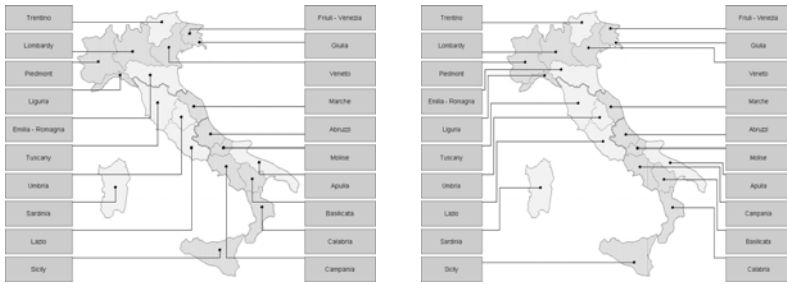 Trentino
Lombardy
Piedmont
Liguria
Emilia - Romagna
Tuscany
Umbria
Sardinia
Lazio
Sicily
Friuli - Venezia
Giulia
Veneto
Marche
Abruzzi
Molise
Apulia
Basilicata
Calabria
Campania
Trentino
Lombardy
Piedmont
Emilia - Romagna
Liguria
Tuscany
Umbria
Lazio
Sardinia
Sicily
Friuli - Venezia
Giulia
Veneto
Marche
Abruzzi
Molise
Apulia
Campania
Basilicata
Calabria